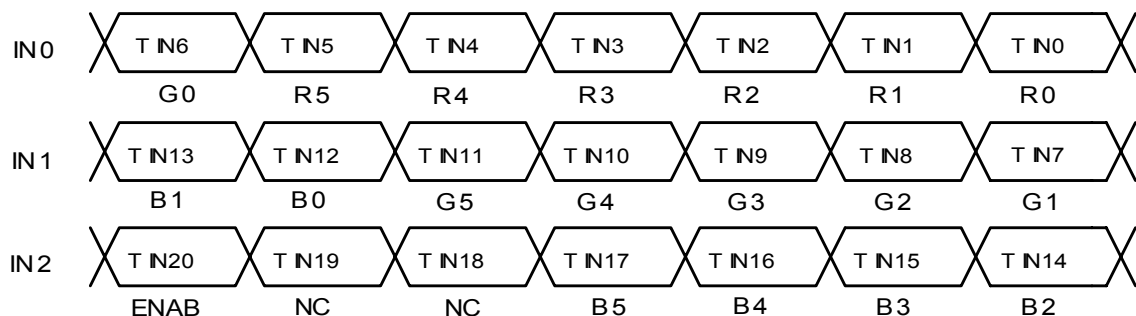 IN0 TIN6 TIN5 TIN4 TIN3 TIN2 TIN1 TIN0
G0 R5 R4 R3 R2 R1 R0
IN1 TIN13 TIN12 TIN11 TIN10 TIN9 TIN8 TIN7
B1 B0 G5 G4 G3 G2 G1
IN2 TIN20 TIN19 TIN18 TIN17 TIN16 TIN15 TIN14
ENAB NC NC B5 B4 B3 B2